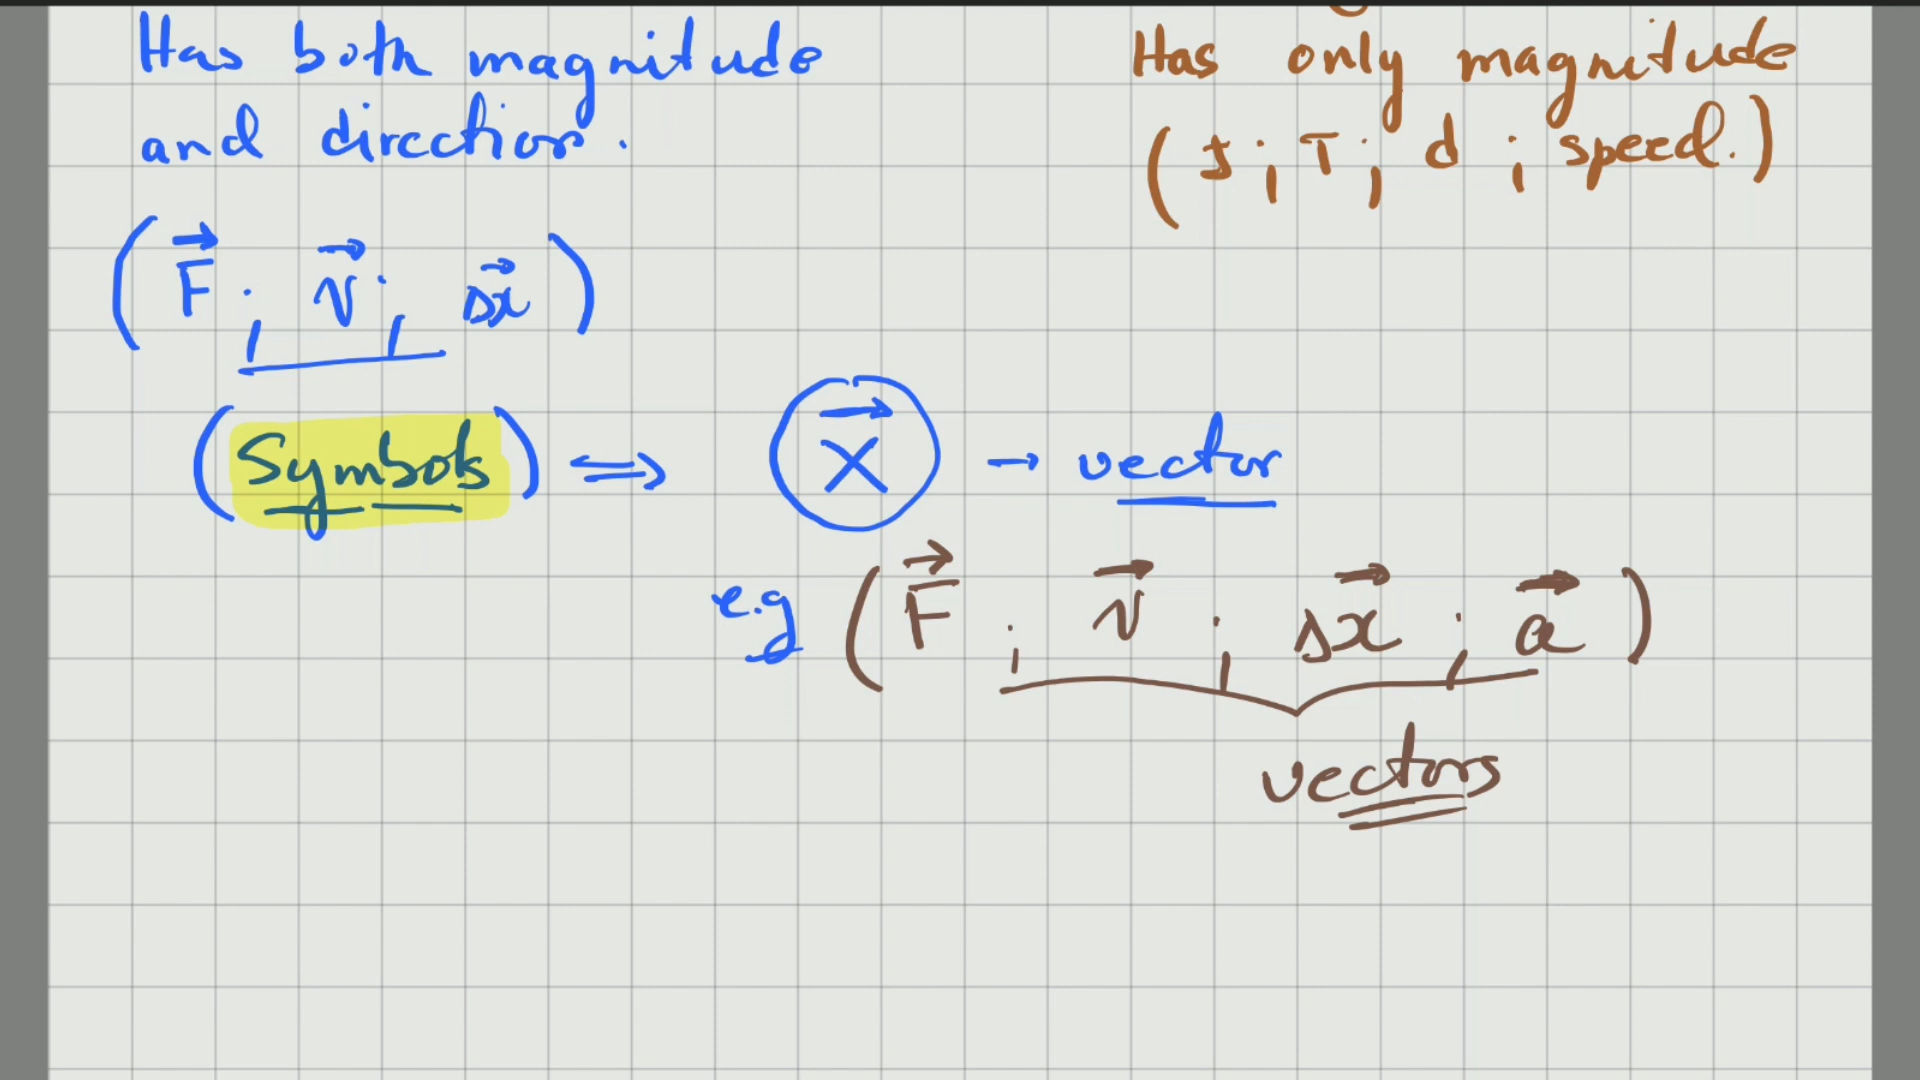 Has both magnitude
and direction.
(F⃗ ; v⃗ ; Δx⃗)
(Symbols) ⇒ X⃗ → vector
e.g (F⃗ ; v⃗ ; Δx⃗ ; a⃗)
vectors
Has only magnitude
(t ; T ; d ; speed.)